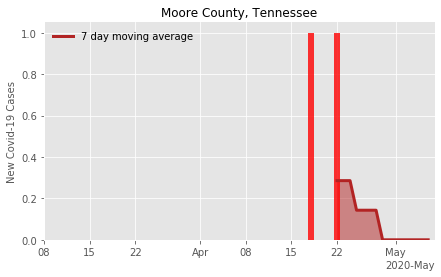 Moore County, Tennessee
7 day moving average
New Covid-19 Cases
1.0
0.8
0.6
0.4
0.2
0.0
08 15 22 Apr 08 15 22 May
2020-May